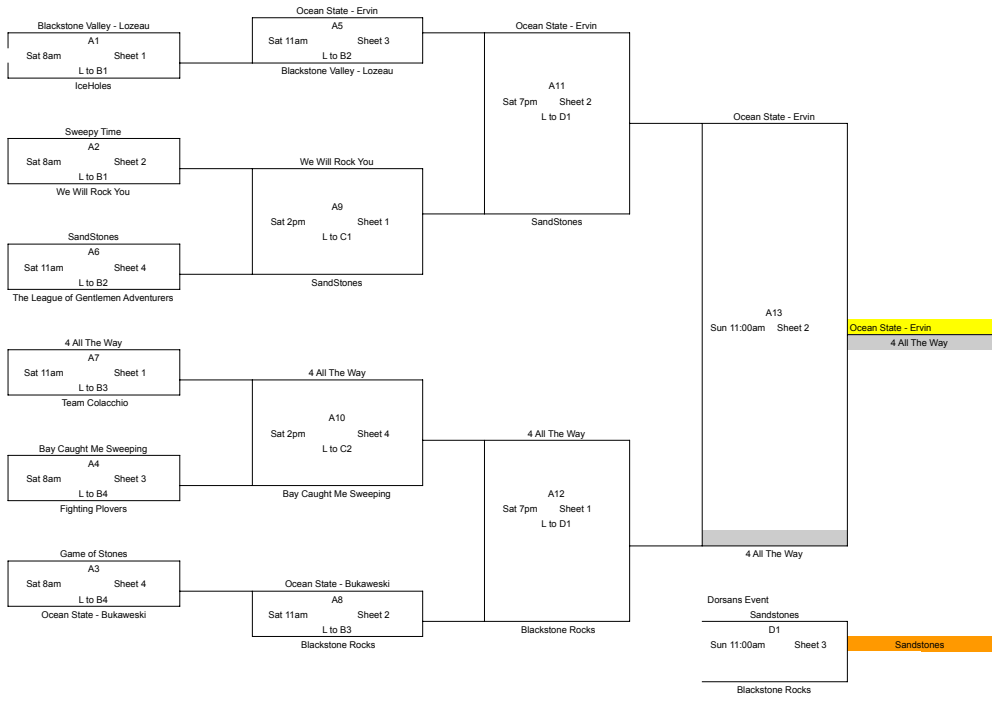 Ocean State - Ervin
Blackstone Valley - Lozeau
A5
Ocean State - Ervin
A1
Sat 11am Sheet 3
Sat 8am Sheet 1
L to B2
L to B1
Blackstone Valley - Lozeau
IceHoles
A11
Sat 7pm Sheet 2
L to D1
Ocean State - Ervin
Sweepy Time
A2
Sat 8am Sheet 2
We Will Rock You
L to B1
We Will Rock You
A9
Sat 2pm Sheet 1
SandStones
L to C1
SandStones
A6
Sat 11am Sheet 4
L to B2
SandStones
The League of Gentlemen Adventurers
A13
Sun 11:00am Sheet 2
Ocean State - Ervin
4 All The Way
4 All The Way
A7
Sat 11am Sheet 1
4 All The Way
L to B3
Team Colacchio
A10
Sat 2pm Sheet 4
4 All The Way
L to C2
Bay Caught Me Sweeping
A4
Sat 8am Sheet 3
L to B4
Bay Caught Me Sweeping
Fighting Plovers
A12
Sat 7pm Sheet 1
L to D1
4 All The Way
Game of Stones
A3
Sat 8am Sheet 4
Ocean State - Bukaweski
L to B4
A8
Ocean State - Bukaweski
Sat 11am Sheet 2
L to B3
Blackstone Rocks
Blackstone Rocks
Dorsans Event
Sandstones
D1
Sun 11:00am Sheet 3
Sandstones
Blackstone Rocks